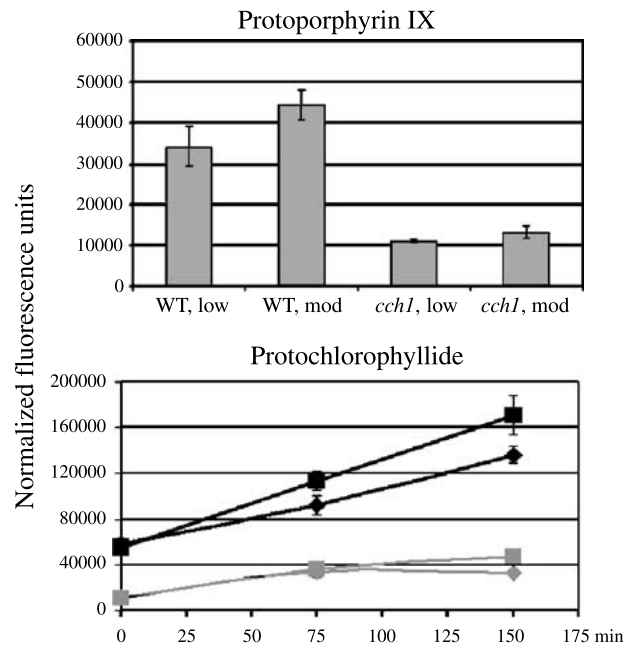 Protoporphyrin IX
60000
50000
40000
30000
20000
10000
0
WT, low WT, mod cch1, low cch1, mod
Normalized fluorescence units
Protochlorophyllide
200000
160000
120000
80000
40000
0
0 25 50 75 100 125 150 175 min